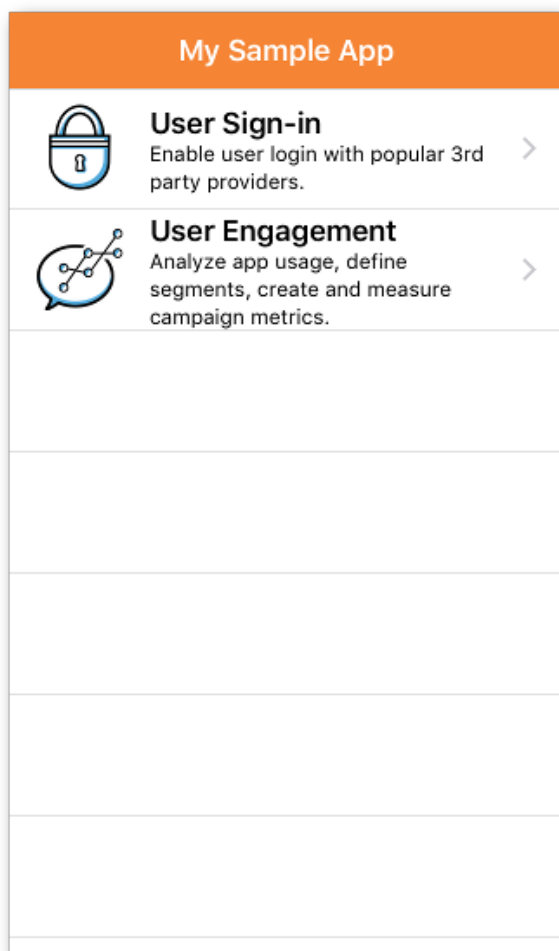 My Sample App
User Sign-in
Enable user login with popular 3rd
party providers.
User Engagement
Analyze app usage, define
segments, create and measure
campaign metrics.